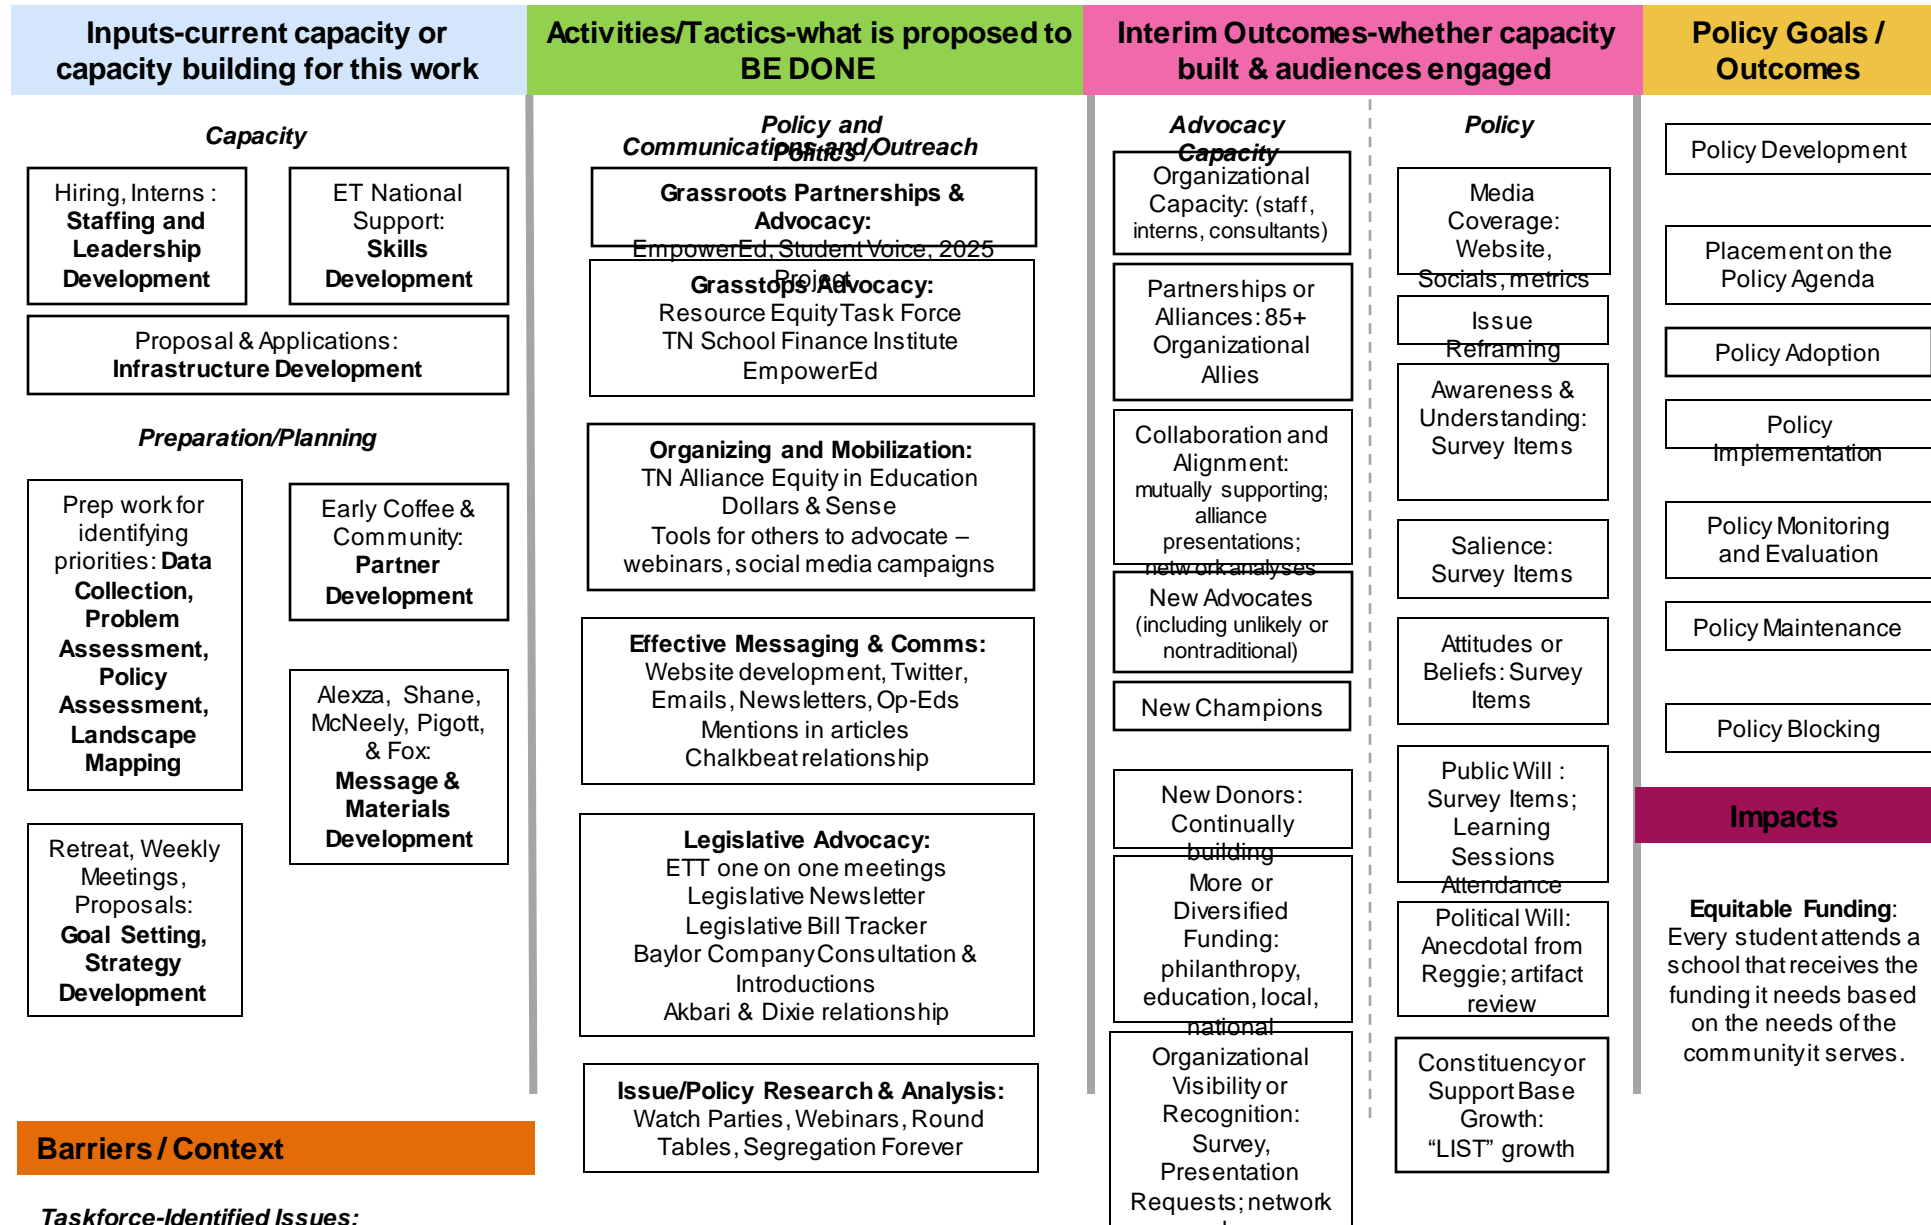 Inputs-current capacity or
capacity building for this work
Activities/Tactics-what is proposed to
BE DONE
Interim Outcomes-whether capacity
built & audiences engaged
Policy Goals /
Outcomes
Capacity
Hiring, Interns :
Staffing and
Leadership
Development
ET National
Support:
Skills
Development
Proposal & Applications:
Infrastructure Development
Preparation/Planning
Prep work for
identifying
priorities: Data
Collection,
Problem
Assessment,
Policy
Assessment,
Landscape
Mapping
Early Coffee &
Community:
Partner
Development
Alexza, Shane,
McNeely, Pigott,
& Fox:
Message &
Materials
Development
Retreat, Weekly
Meetings,
Proposals:
Goal Setting,
Strategy
Development
Barriers / Context
Taskforce-Identified Issues:
Policy and
Politics /
Communications and Outreach
Grassroots Partnerships &
Advocacy:
EmpowerEd, Student Voice, 2025
Project
Grasstops Advocacy:
Resource Equity Task Force
TN School Finance Institute
EmpowerEd
Organizing and Mobilization:
TN Alliance Equity in Education
Dollars & Sense
Tools for others to advocate –
webinars, social media campaigns
Effective Messaging & Comms:
Website development, Twitter,
Emails, Newsletters, Op-Eds
Mentions in articles
Chalkbeat relationship
Legislative Advocacy:
ETT one on one meetings
Legislative Newsletter
Legislative Bill Tracker
Baylor Company Consultation &
Introductions
Akbari & Dixie relationship
Issue/Policy Research & Analysis:
Watch Parties, Webinars, Round
Tables, Segregation Forever
Advocacy
Capacity
Organizational
Capacity: (staff,
interns, consultants)
Partnerships or
Alliances: 85+
Organizational
Allies
Collaboration and
Alignment:
mutually supporting;
alliance
presentations;
network analyses
New Advocates
(including unlikely or
nontraditional)
New Champions
New Donors:
Continually
building
More or
Diversified
Funding:
philanthropy,
education, local,
national
Organizational
Visibility or
Recognition:
Survey,
Presentation
Requests; network
Policy
Media
Coverage:
Website,
Socials, metrics
Issue
Reframing
Awareness &
Understanding:
Survey Items
Salience:
Survey Items
Attitudes or
Beliefs: Survey
Items
Public Will :
Survey Items;
Learning
Sessions
Attendance
Political Will:
Anecdotal from
Reggie; artifact
review
Constituency or
Support Base
Growth:
“LIST” growth
Policy Development
Placement on the
Policy Agenda
Policy Adoption
Policy
Implementation
Policy Monitoring
and Evaluation
Policy Maintenance
Policy Blocking
Impacts
Equitable Funding:
Every student attends a
school that receives the
funding it needs based
on the needs of the
community it serves.